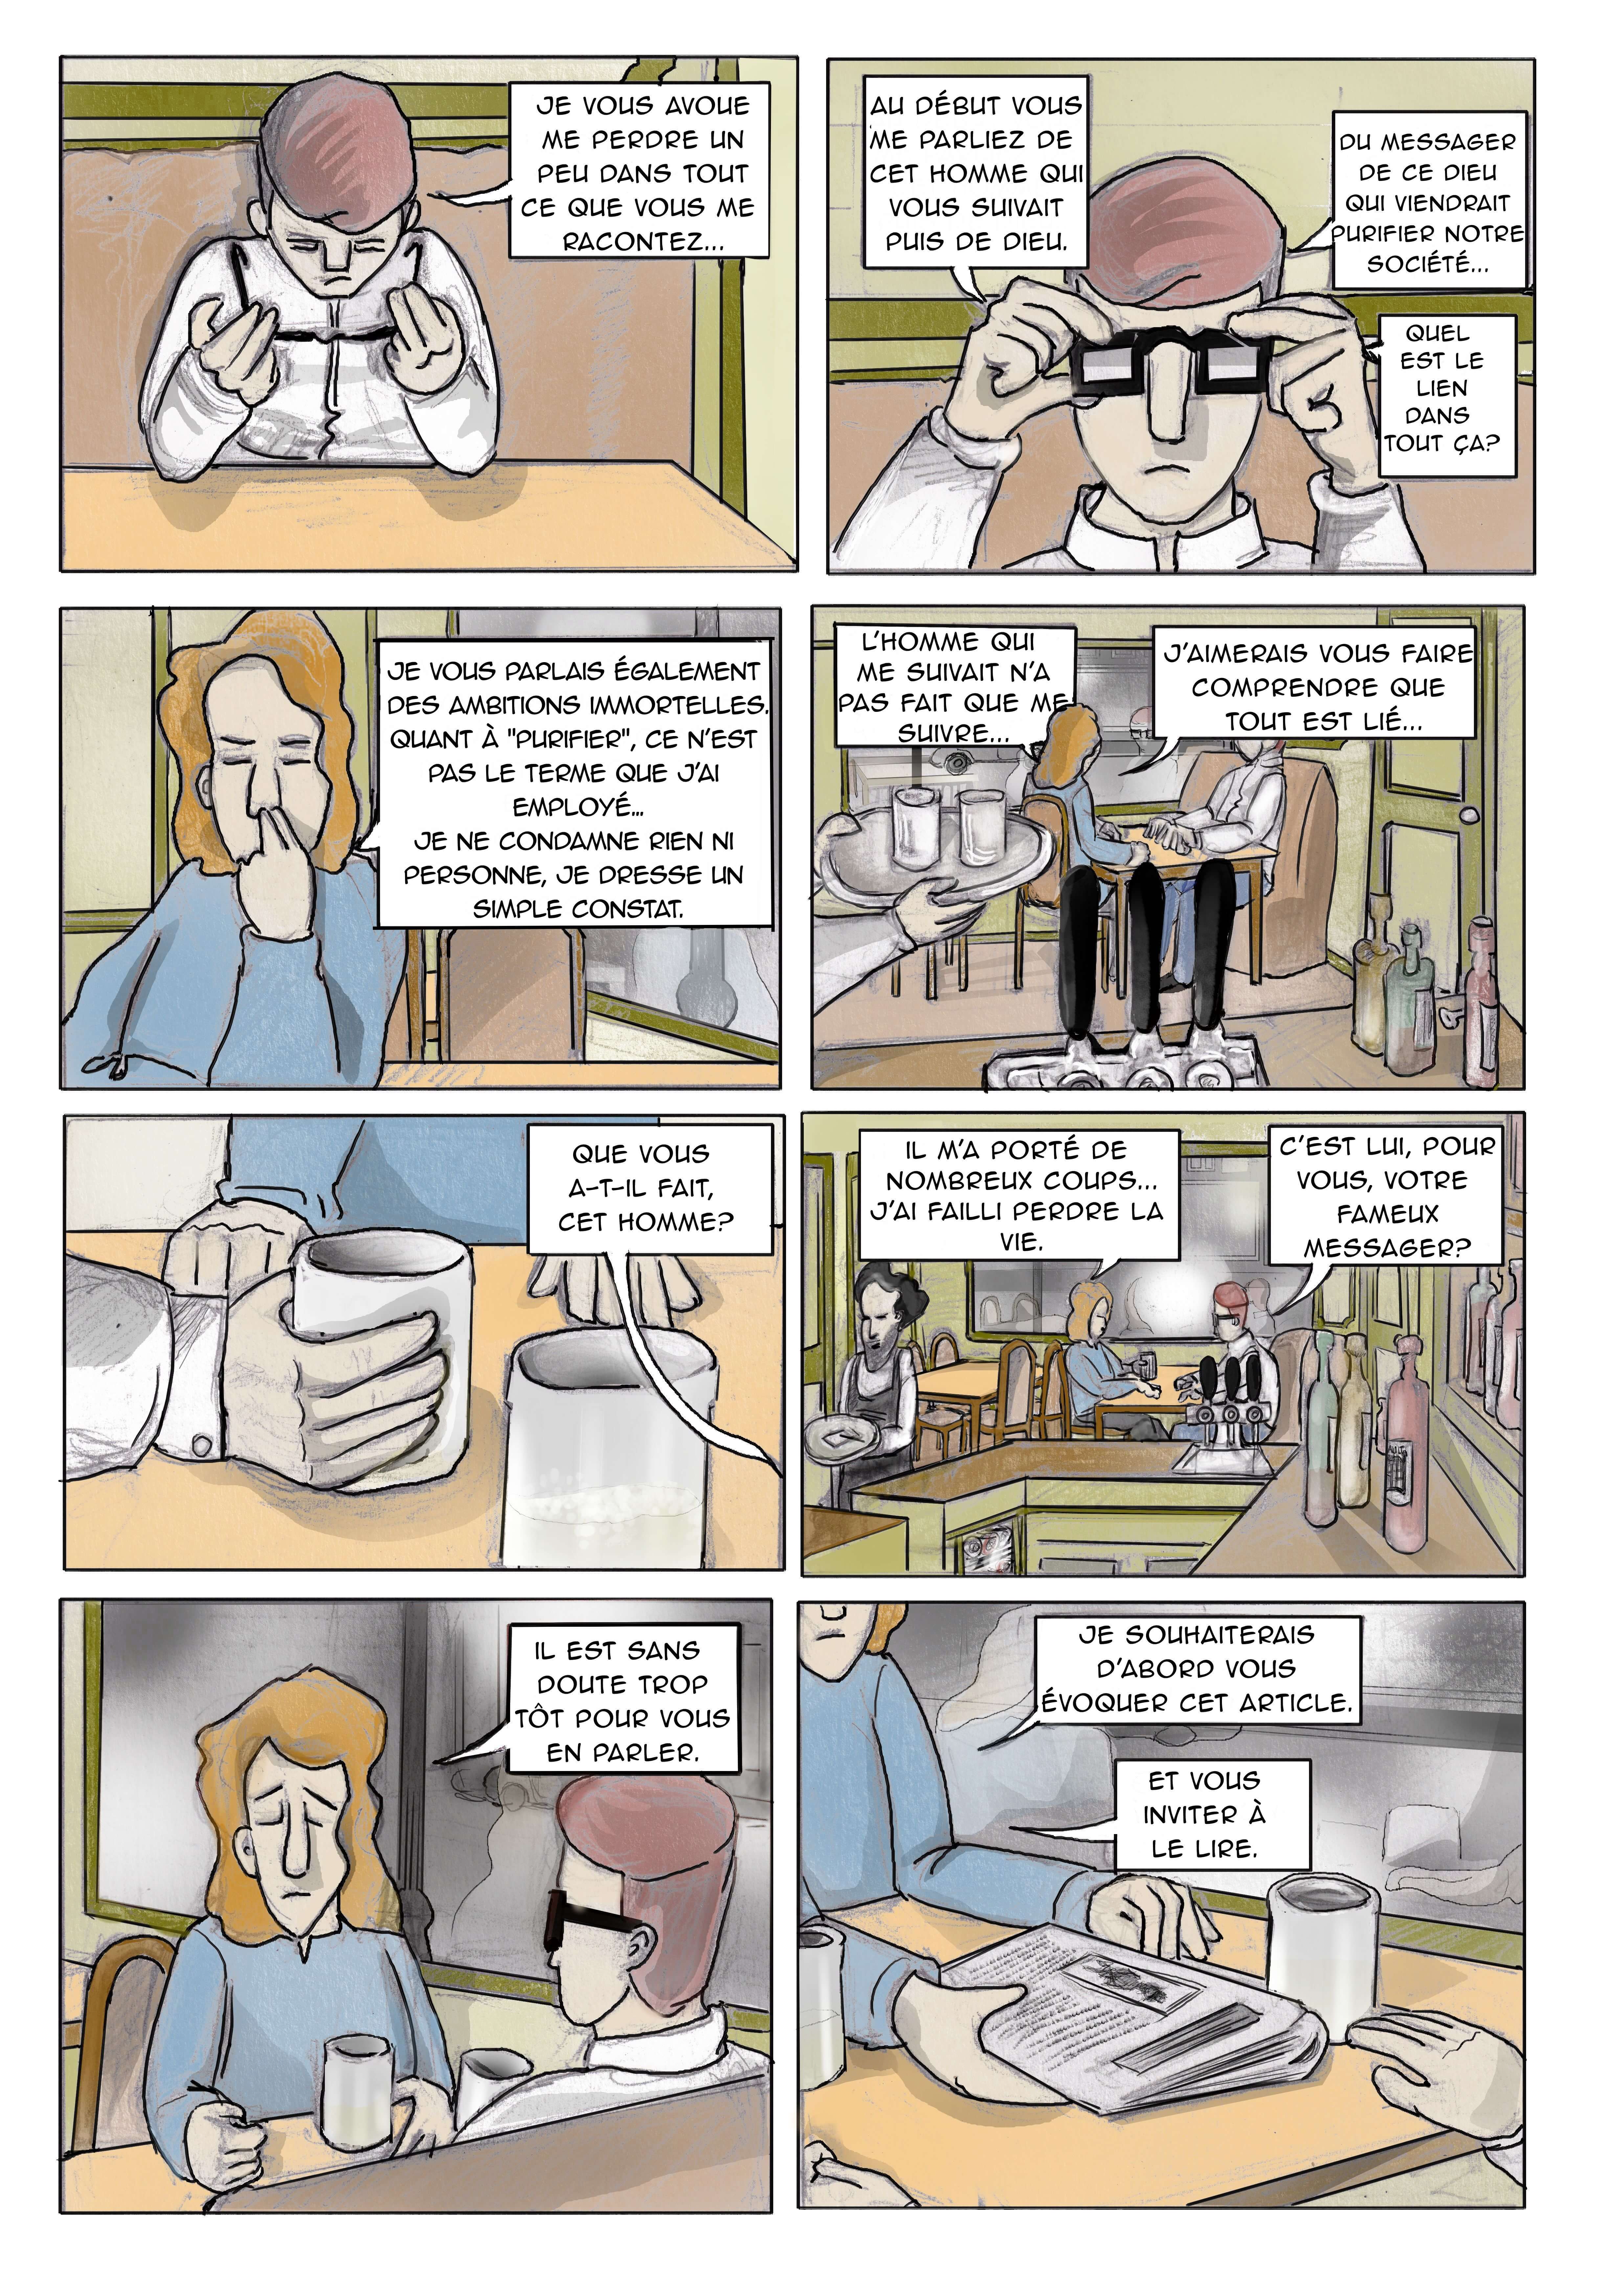 JE VOUS AVOUE
ME PERDRE UN
PEU DANS TOUT
CE QUE VOUS ME
RACONTEZ...
AU DÉBUT VOUS
ME PARLIEZ DE
CET HOMME QUI
VOUS SUIVAIT
PUIS DE DIEU.
DU MESSAGER
DE CE DIEU
QUI VIENDRAIT
PURIFIER NOTRE
SOCIÉTÉ...
QUEL
EST LE
LIEN
DANS
TOUT ÇA?
JE VOUS PARLAIS ÉGALEMENT
DES AMBITIONS IMMORTELLES.
QUANT À "PURIFIER", CE N'EST
PAS LE TERME QUE J'AI
EMPLOYÉ...
JE NE CONDAMNE RIEN NI
PERSONNE, JE DRESSE UN
SIMPLE CONSTAT.
L'HOMME QUI
ME SUIVAIT N'A
PAS FAIT QUE ME
SUIVRE...
J'AIMERAIS VOUS FAIRE
COMPRENDRE QUE
TOUT EST LIÉ...
QUE VOUS
A-T-IL FAIT,
CET HOMME?
IL M'A PORTÉ DE
NOMBREUX COUPS...
J'AI FAILLI PERDRE LA
VIE.
C'EST LUI, POUR
VOUS, VOTRE
FAMEUX
MESSAGER?
IL EST SANS
DOUTE TROP
TÔT POUR VOUS
EN PARLER.
JE SOUHAITERAIS
D'ABORD VOUS
ÉVOQUER CET ARTICLE.
ET VOUS
INVITER À
LE LIRE.